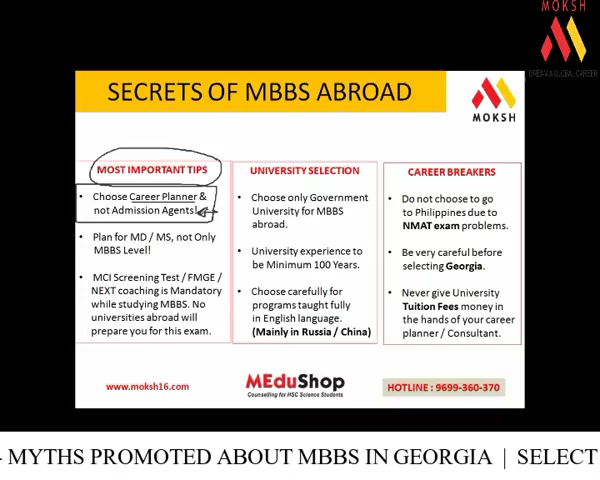 MOKSH
DREAM.A.GLOBAL.CAREER
SECRETS OF MBBS ABROAD
MOKSH
MOST IMPORTANT TIPS
• Choose Career Planner &
not Admission Agents!
• Plan for MD / MS, not Only
MBBS Level!
• MCI Screening Test / FMGE /
NEXT coaching is Mandatory
while studying MBBS. No
universities abroad will
prepare you for this exam.
UNIVERSITY SELECTION
• Choose only Government
University for MBBS
abroad.
• University experience to
be Minimum 100 Years.
• Choose carefully for
programs taught fully
in English language.
(Mainly in Russia / China)
CAREER BREAKERS
• Do not choose to go
to Philippines due to
NMAT exam problems.
• Be very careful before
selecting Georgia.
• Never give University
Tuition Fees money in
the hands of your career
planner / Consultant.
www.moksh16.com
MEduShop
Counselling for HSC Science Students
HOTLINE : 9699-360-370
- MYTHS PROMOTED ABOUT MBBS IN GEORGIA | SELECT